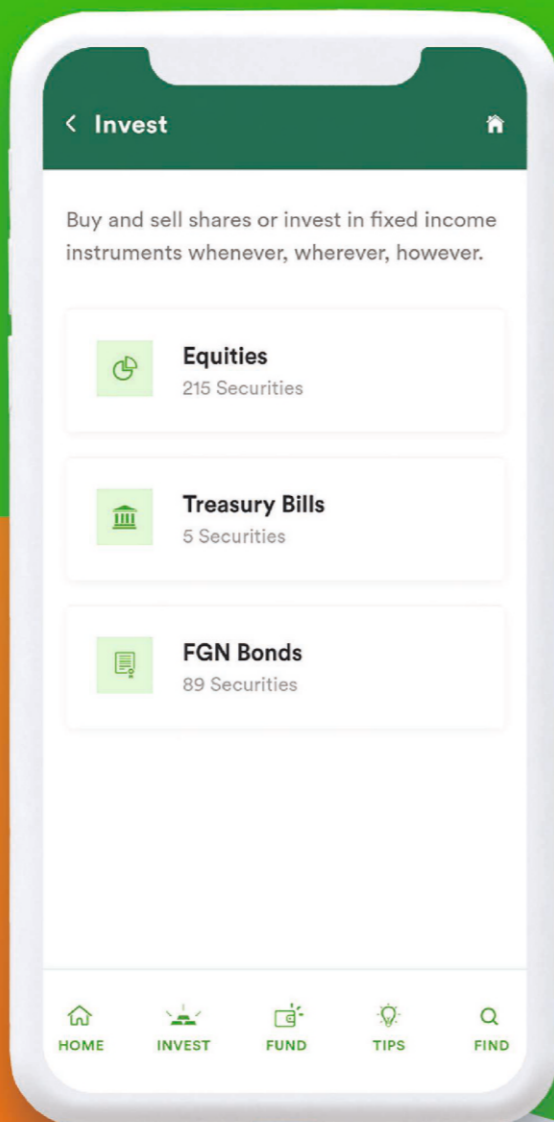 Invest
Buy and sell shares or invest in fixed income
instruments whenever, wherever, however.
Equities
215 Securities
Treasury Bills
5 Securities
FGN Bonds
89 Securities
HOME INVEST FUND TIPS FIND